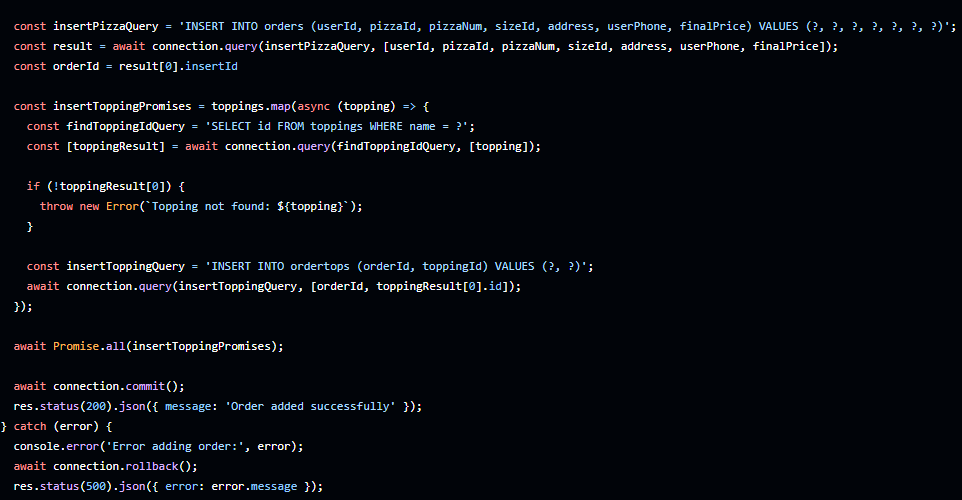 const insertPizzaQuery = 'INSERT INTO orders (userId, pizzaId, pizzaNum, sizeId, address, userPhone, finalPrice) VALUES (?, ?, ?, ?, ?, ?, ?)';
const result = await connection.query(insertPizzaQuery, [userId, pizzaId, pizzaNum, sizeId, address, userPhone, finalPrice]);
const orderId = result[0].insertId
const insertToppingPromises = toppings.map(async (topping) => {
const findToppingIdQuery = 'SELECT id FROM toppings WHERE name = ?';
const [toppingResult] = await connection.query(findToppingIdQuery, [topping]);
if (!toppingResult[0]) {
throw new Error(`Topping not found: ${topping}`);
}
const insertToppingQuery = 'INSERT INTO ordertops (orderId, toppingId) VALUES (?, ?)';
await connection.query(insertToppingQuery, [orderId, toppingResult[0].id]);
});
await Promise.all(insertToppingPromises);
await connection.commit();
res.status(200).json({ message: 'Order added successfully' });
} catch (error) {
console.error('Error adding order:', error);
await connection.rollback();
res.status(500).json({ error: error.message });